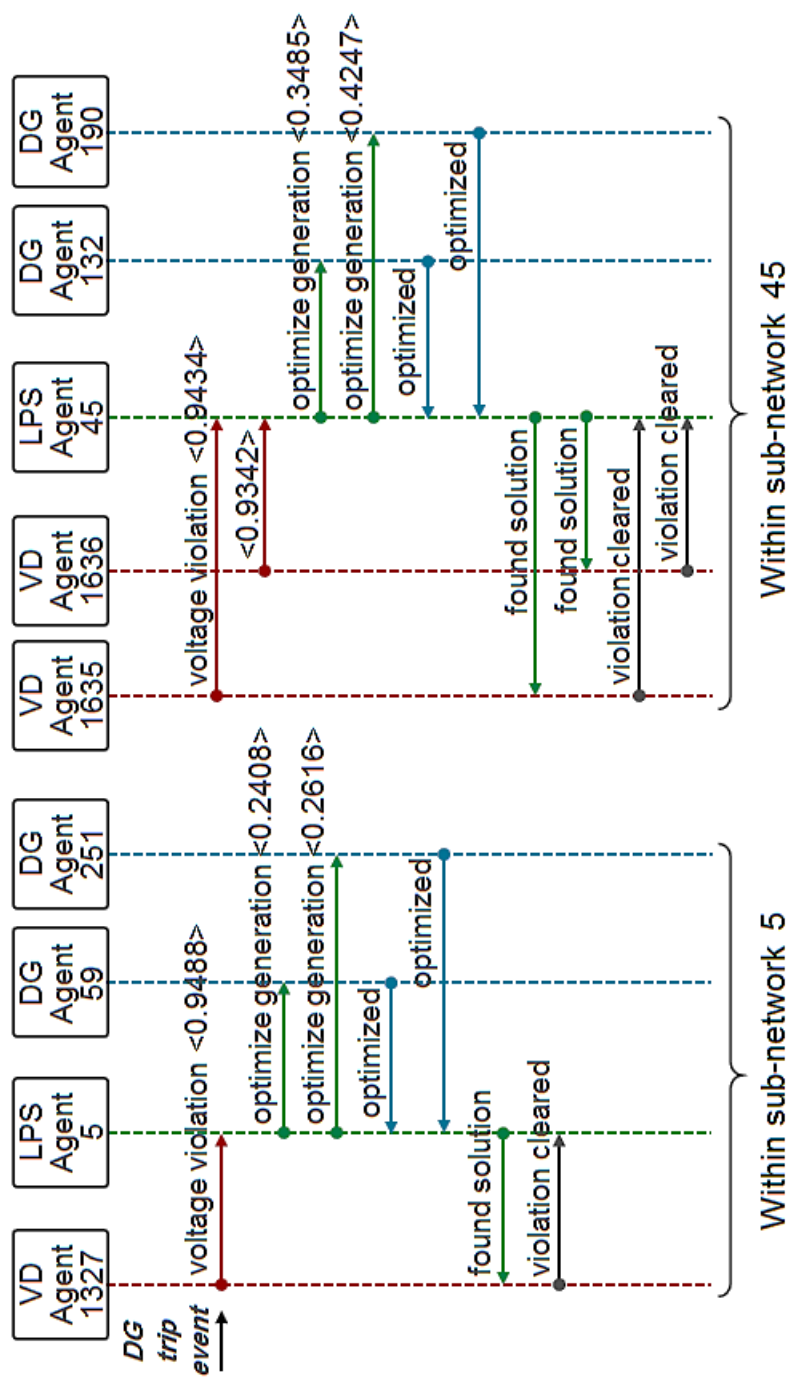 DG
trip
event
VD
Agent
1327
LPS
Agent
5
DG
Agent
59
DG
Agent
251
VD
Agent
1635
VD
Agent
1636
LPS
Agent
45
DG
Agent
132
DG
Agent
190
voltage violation <0.9488>
optimize generation <0.2408>
optimize generation <0.2616>
optimized
optimized
found solution
violation cleared
Within sub-network 5
voltage violation <0.9434>
<0.9342>
optimize generation <0.3485>
optimize generation <0.4247>
optimized
optimized
found solution
found solution
violation cleared
violation cleared
Within sub-network 45